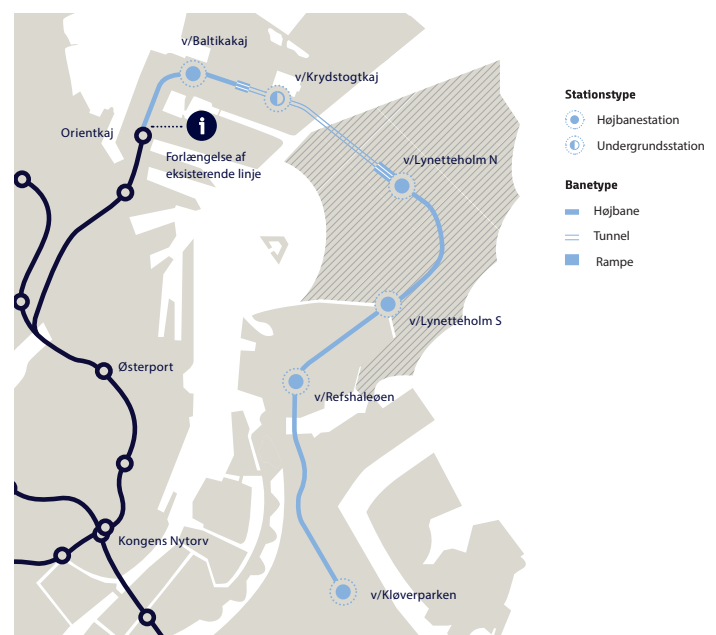 v/Baltikakaj
v/Krydstogtkaj
Orientkaj
i
Forlængelse af
eksisterende linje
v/Lynetteholm N
v/Lynetteholm S
Østerport
v/Refshaleøen
Kongens Nytorv
v/Kløverparken
Stationstype
Højbanestation
Undergrundsstation
Banetype
Højbane
Tunnel
Rampe